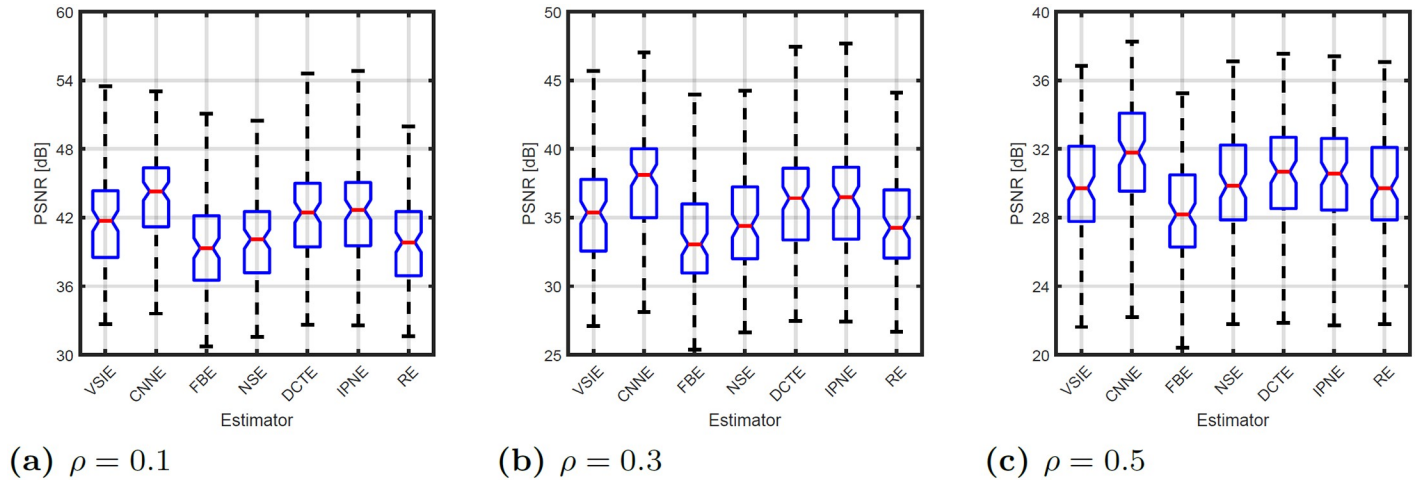 60
54
48
42
36
30
PSNR [dB]
VSIE
CNNE
FBE
NSE
DCTE
IPNE
RE
Estimator
(a) ρ = 0.1
50
45
40
35
30
25
PSNR [dB]
VSIE
CNNE
FBE
NSE
DCTE
IPNE
RE
Estimator
(b) ρ = 0.3
40
36
32
28
24
20
PSNR [dB]
VSIE
CNNE
FBE
NSE
DCTE
IPNE
RE
Estimator
(c) ρ = 0.5